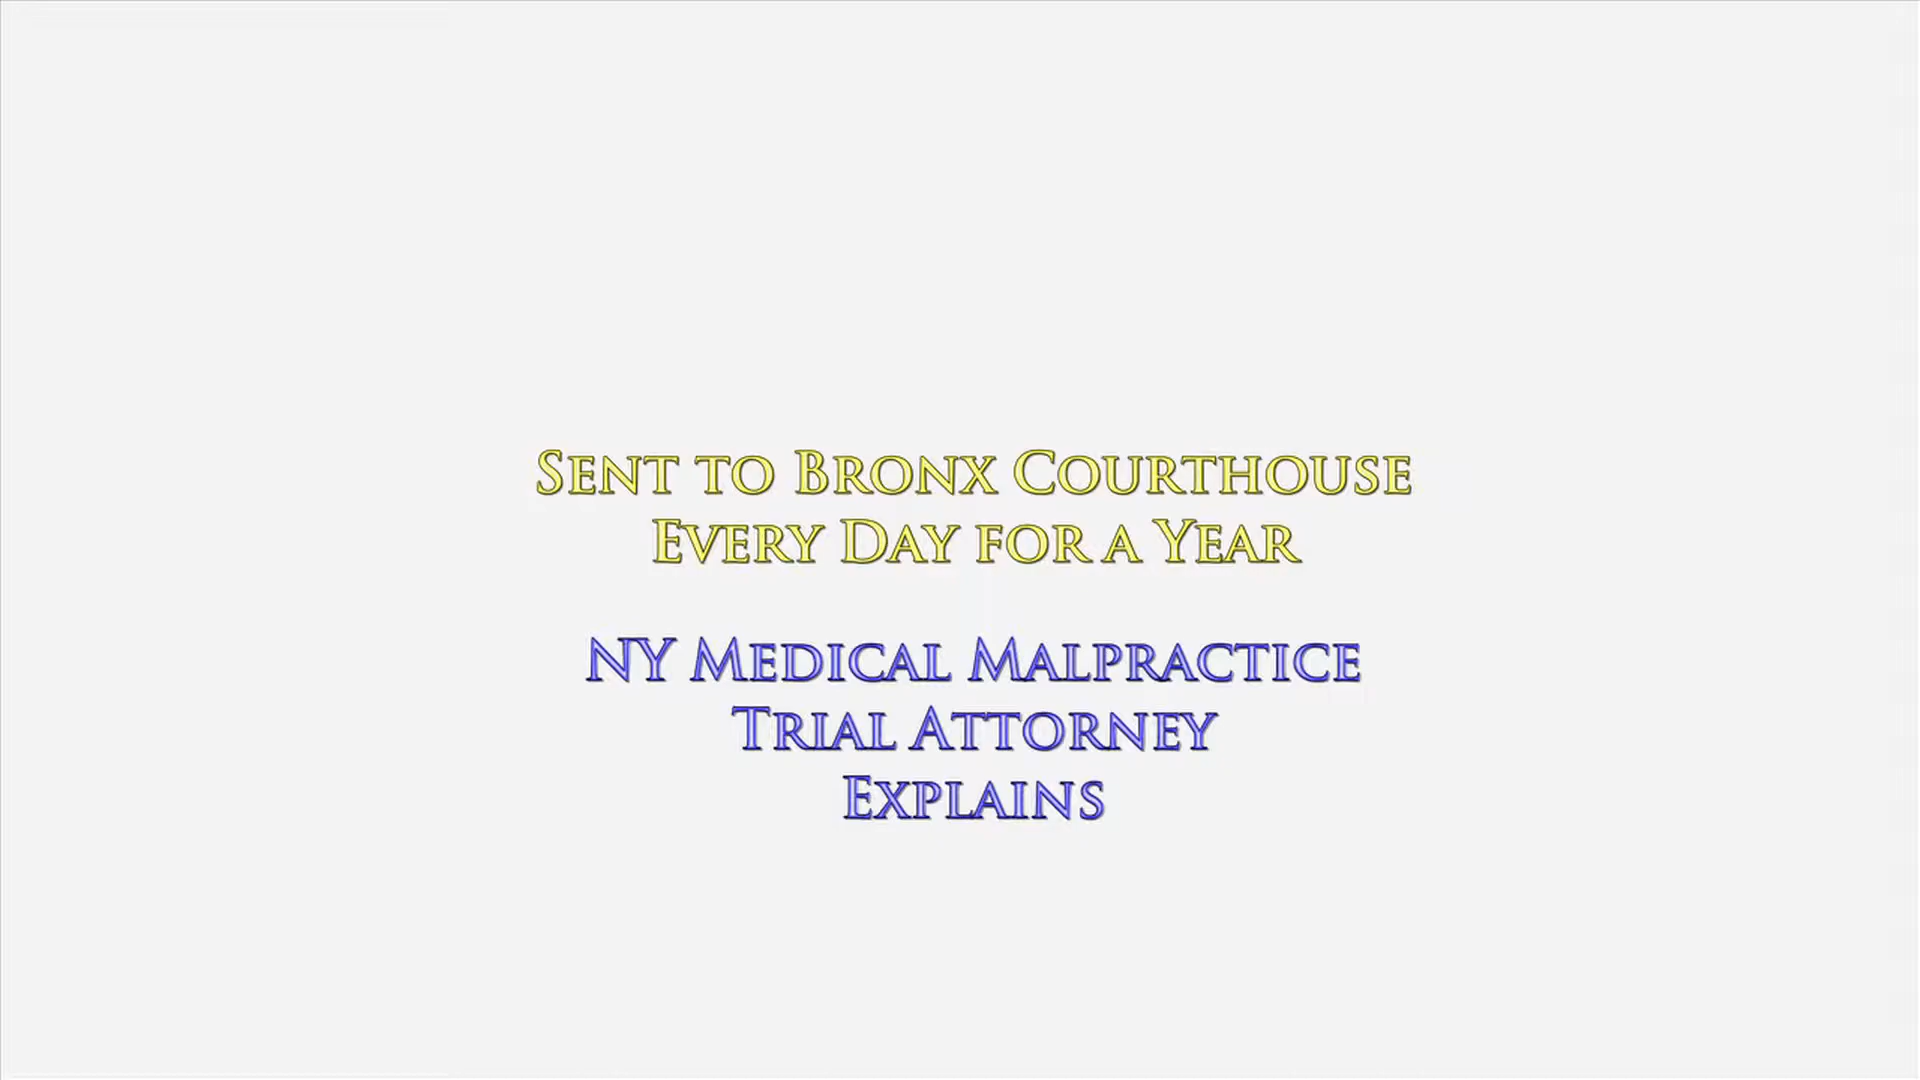 Sent to Bronx Courthouse
Every Day for a Year
NY Medical Malpractice
Trial Attorney
Explains